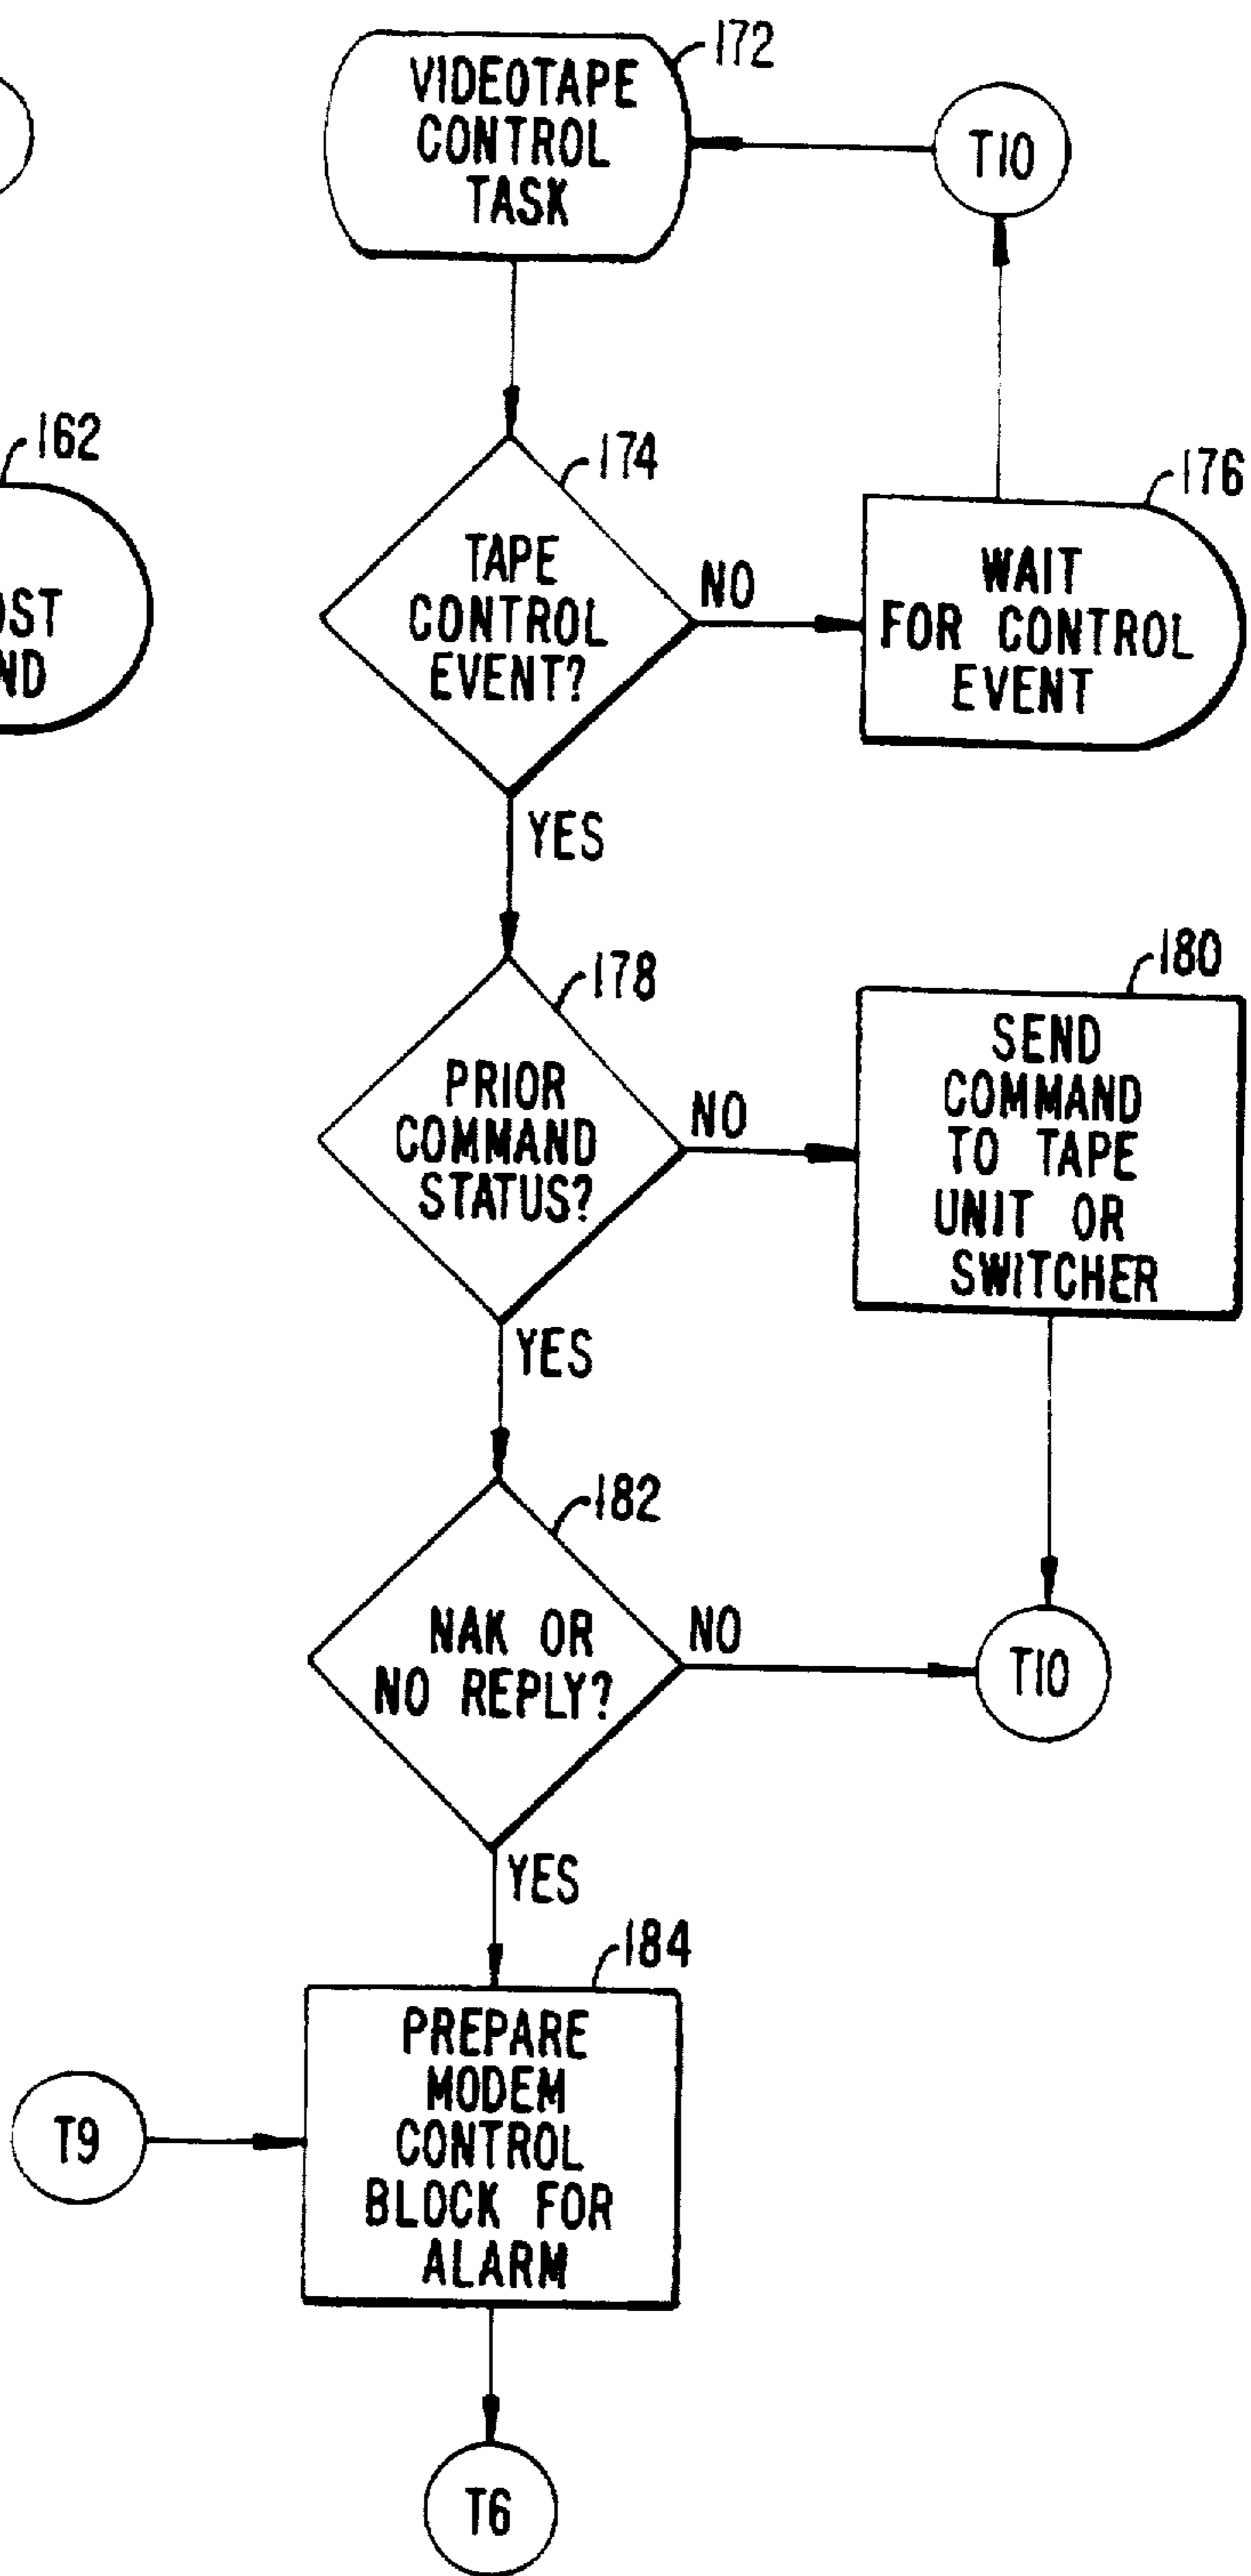 172
VIDEOTAPE
CONTROL
TASK
T10
162
OST
ND
174
TAPE
CONTROL
EVENT?
NO
176
WAIT
FOR CONTROL
EVENT
YES
178
PRIOR
COMMAND
STATUS?
NO
180
SEND
COMMAND
TO TAPE
UNIT OR
SWITCHER
YES
182
NAK OR
NO REPLY?
NO
T10
YES
184
PREPARE
MODEM
CONTROL
BLOCK FOR
ALARM
T9
T6